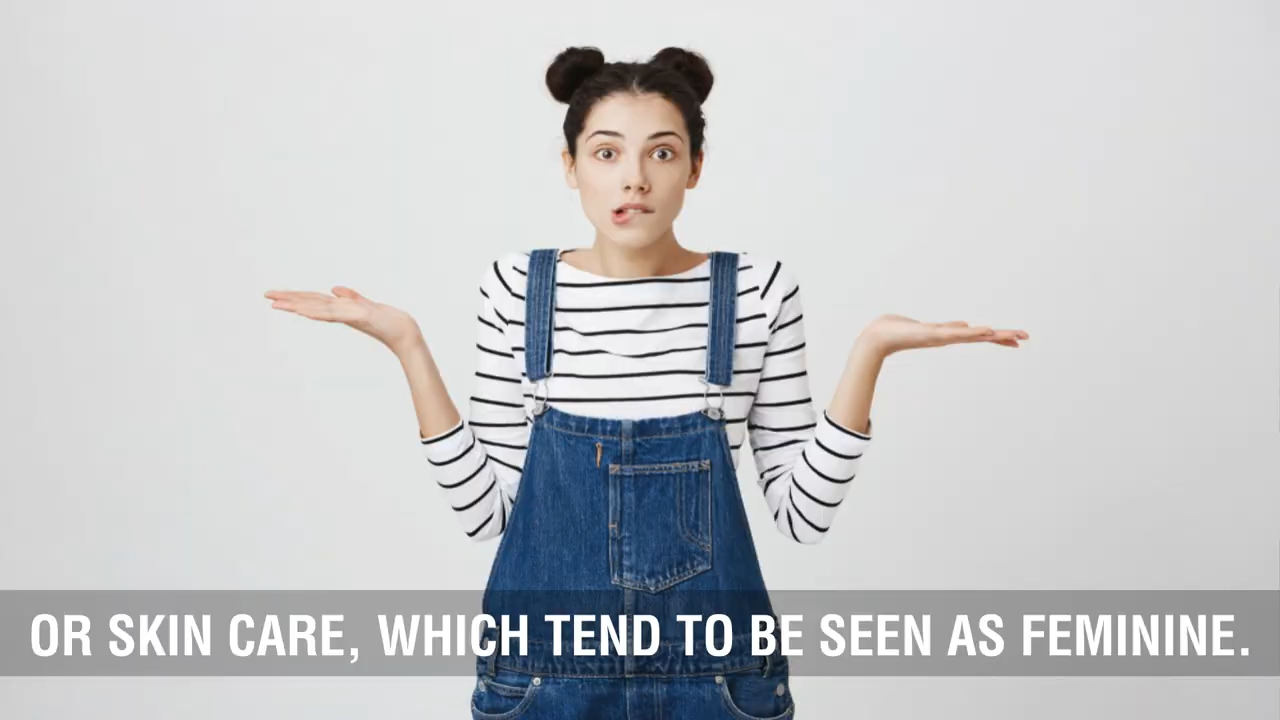 OR SKIN CARE, WHICH TEND TO BE SEEN AS FEMININE.